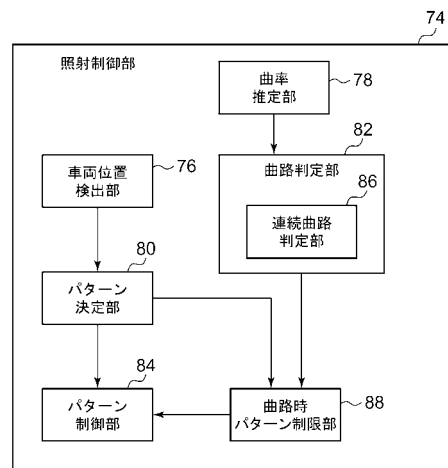 74
照射制御部
曲率
推定部
78
82
曲路判定部
86
連続曲路
判定部
車両位置
検出部
76
80
パターン
決定部
84
パターン
制御部
曲路時
パターン制限部
88